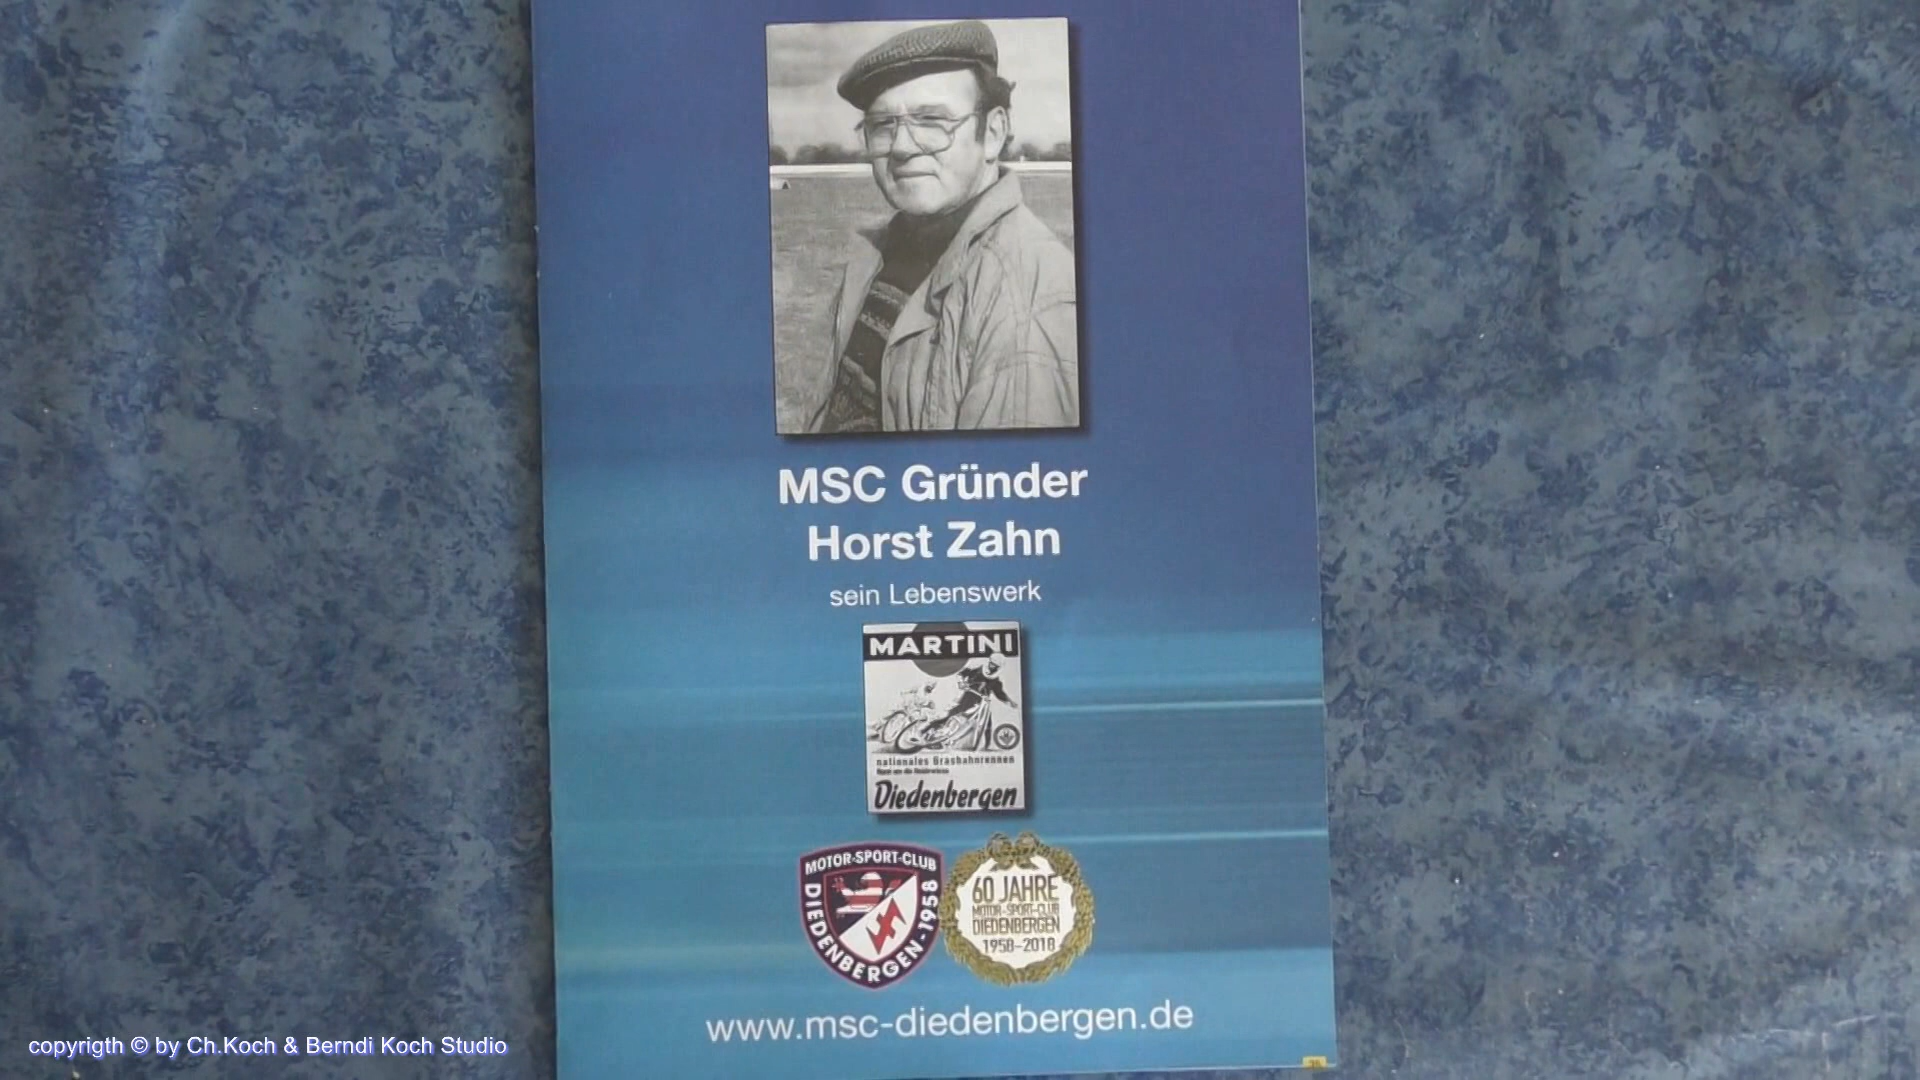 MSC Gründer
Horst Zahn
sein Lebenswerk
MARTINI
nationales Grasbahnrennen
Diedenbergen
MOTOR-SPORT-CLUB
DIEDENBERGEN-1958
60 JAHRE
MOTOR-SPORT-CLUB
DIEDENBERGEN
1958-2018
www.msc-diedenbergen.de
copyrigth © by Ch.Koch & Berndi Koch Studio